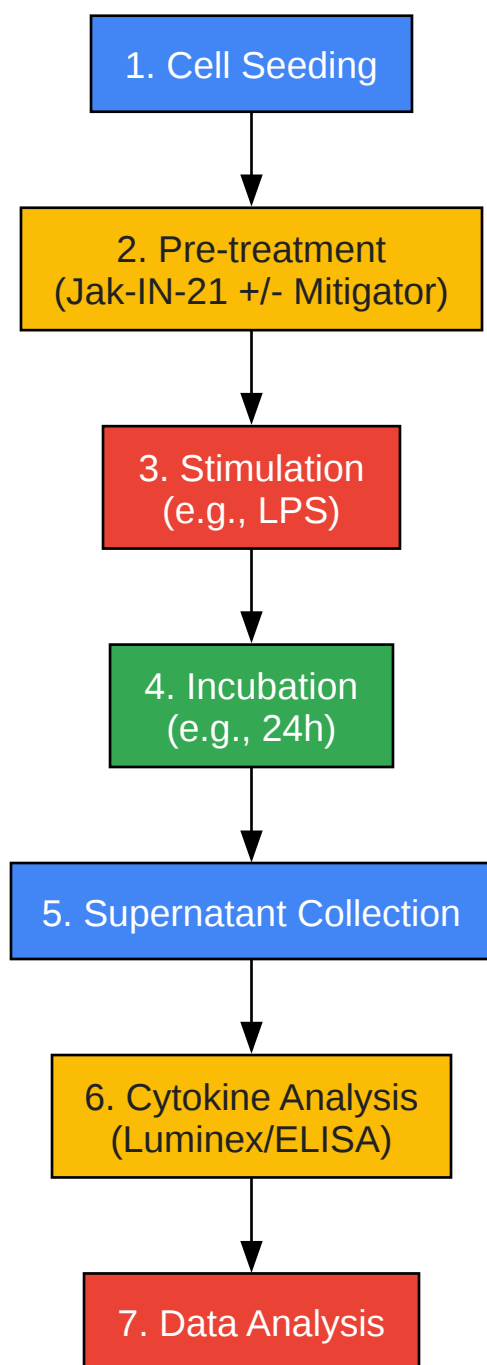 1. Cell Seeding
2. Pre-treatment
(Jak-IN-21 +/- Mitigator)
3. Stimulation
(e.g., LPS)
4. Incubation
(e.g., 24h)
5. Supernatant Collection
6. Cytokine Analysis
(Luminex/ELISA)
7. Data Analysis